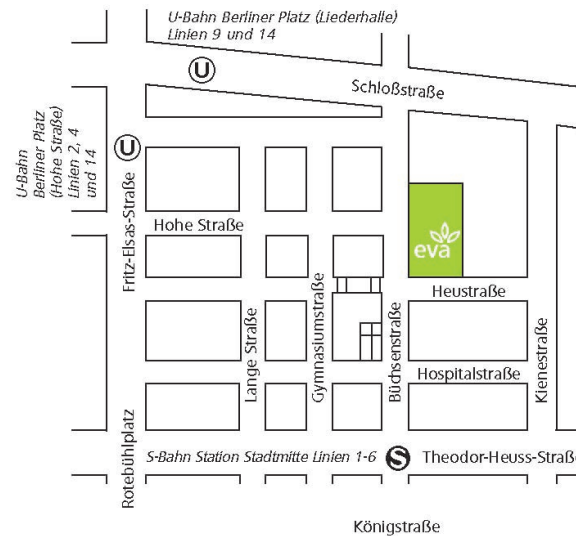 U-Bahn Berliner Platz (Liederhalle)
Linien 9 und 14
U
Schloßstraße
U-Bahn
Berliner Platz
(Hohe Straße)
Linien 2, 4
und 14
U
Fritz-Elsas-Straße
Hohe Straße
eva
Heustraße
Lange Straße
Gymnasiumstraße
Büchsenstraße
Kienestraße
Hospitalstraße
Rotebühlplatz
S-Bahn Station Stadtmitte Linien 1-6
S
Theodor-Heuss-Straße
Königstraße